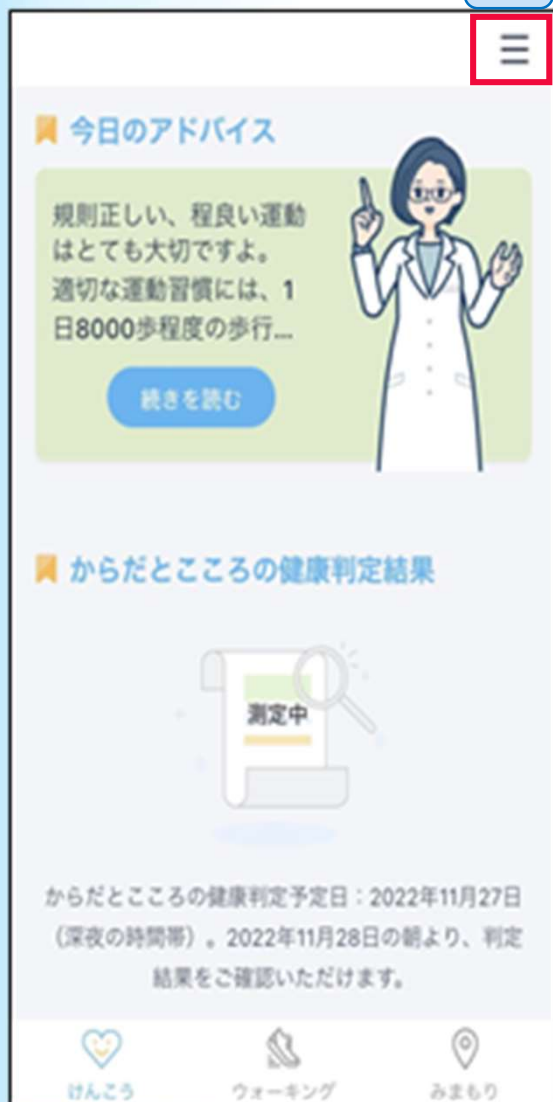 今日のアドバイス
規則正しい、程良い運動
はとても大切ですよ。
適切な運動習慣には、1
日8000歩程度の歩行...
続きを読む
からだとこころの健康判定結果
測定中
からだとこころの健康判定予定日：2022年11月27日
（深夜の時間帯）。2022年11月28日の朝より、判定
結果をご確認いただけます。
けんこう
ウォーキング
みまもり